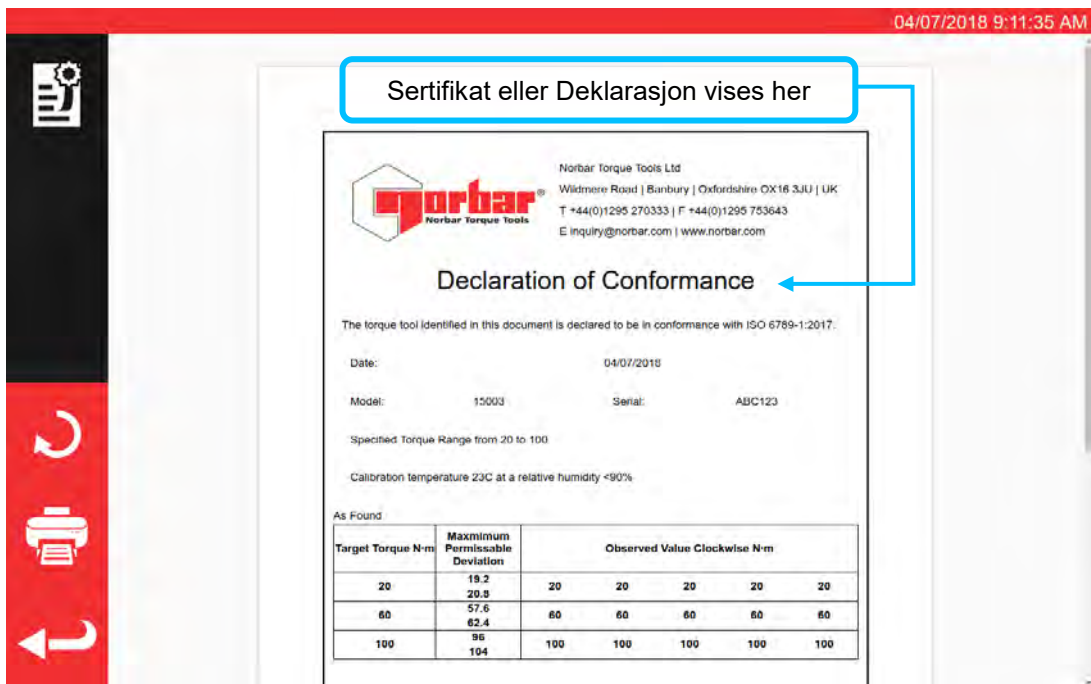 04/07/2018 9:11:35 AM
Sertifikat eller Deklarasjon vises her
norbar®
Norbar Torque Tools
Norbar Torque Tools Ltd
Wildmere Road | Banbury | Oxfordshire OX16 3JU | UK
T +44(0)1295 270333 | F +44(0)1295 753643
E inquiry@norbar.com | www.norbar.com
Declaration of Conformance
The torque tool identified in this document is declared to be in conformance with ISO 6789-1:2017.
Date: 04/07/2018
Model: 15003 Serial: ABC123
Specified Torque Range from 20 to 100
Calibration temperature 23C at a relative humidity <90%
As Found
Target Torque N·m Maxmimum Permissable Deviation Observed Value Clockwise N·m
20 19.2 20.8 20 20 20 20 20
60 57.6 62.4 60 60 60 60 60
100 96 104 100 100 100 100 100